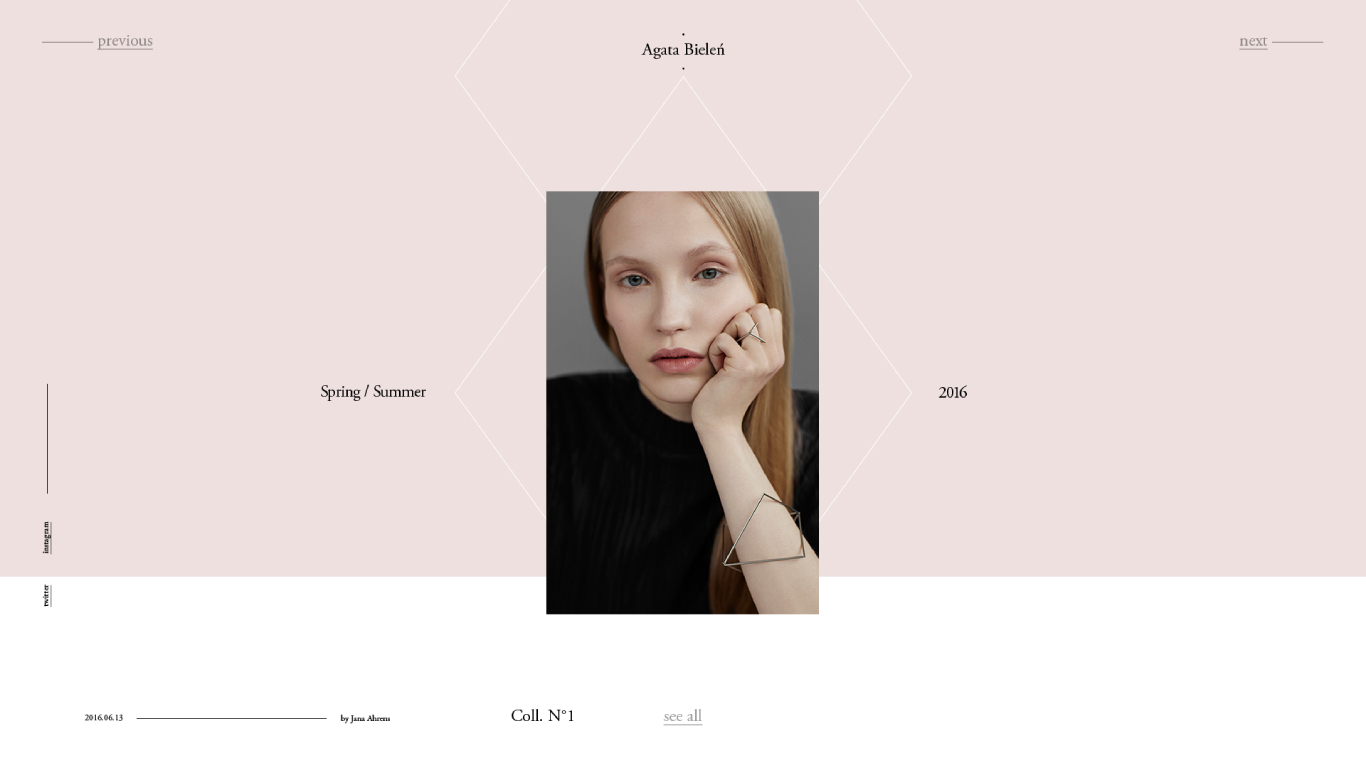 previous
Agata Bieleń
next
Spring / Summer
2016
instagram
twitter
2016.06.13
by Jana Ahrens
Coll. N°1
see all